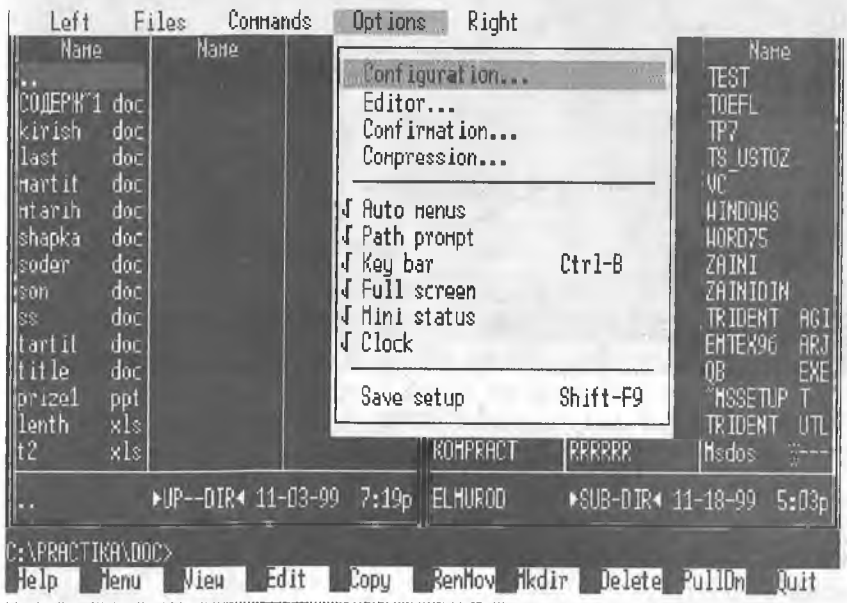 Left Files Commands Options Right
Name Name Name
.. Configuration... TEST
СОДЕРЖ~1 doc Editor... TOEFL
kirish doc Confirmation... TP7
last doc Compression... TS_USTOZ
martit doc VC
mtarih doc √ Auto menus WINDOWS
shapka doc √ Path prompt WORD75
soder doc √ Key bar Ctrl-B ZAINI
son doc √ Full screen ZAINIDIN
ss doc √ Mini status TRIDENT AGI
tartit doc √ Clock EMTEX96 ARJ
title doc QB EXE
prize1 ppt Save setup Shift-F9 ~MSSETUP T
lenth xls TRIDENT UTL
t2 xls KOMPRACT RRRRRR Msdos ---
.. ►UP--DIR◄ 11-03-99 7:19p ELMUROD ►SUB-DIR◄ 11-18-99 5:03p
C:\PRACTIKA\DOC>
Help Menu View Edit Copy RenMov Mkdir Delete PullDn Quit